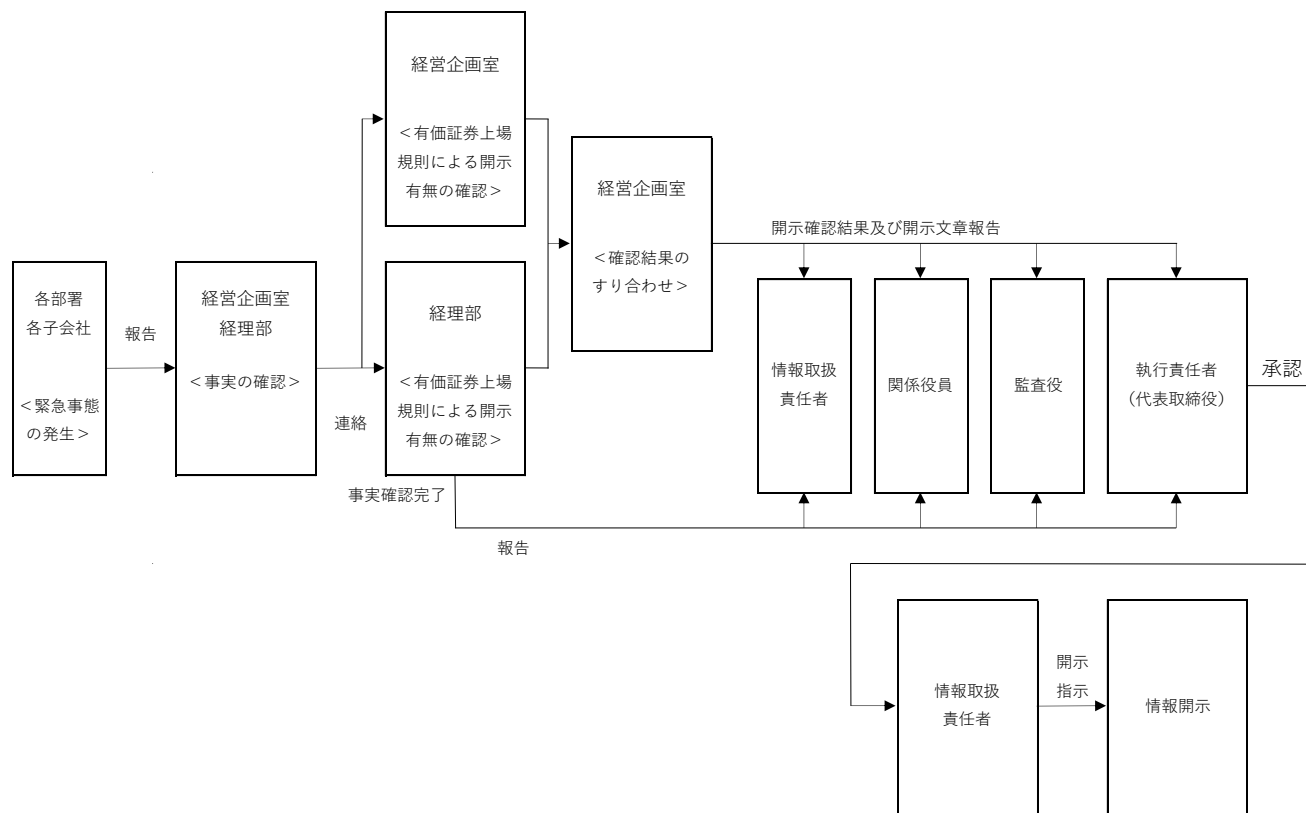 経営企画室
<有価証券上場
規則による開示
有無の確認>
経営企画室
<確認結果の
すり合わせ>
開示確認結果及び開示文章報告
各部署
各子会社
<緊急事態
の発生>
報告
経営企画室
経理部
<事実の確認>
連絡
経理部
<有価証券上場
規則による開示
有無の確認>
事実確認完了
報告
情報取扱
責任者
関係役員
監査役
執行責任者
(代表取締役)
承認
情報取扱
責任者
開示
指示
情報開示